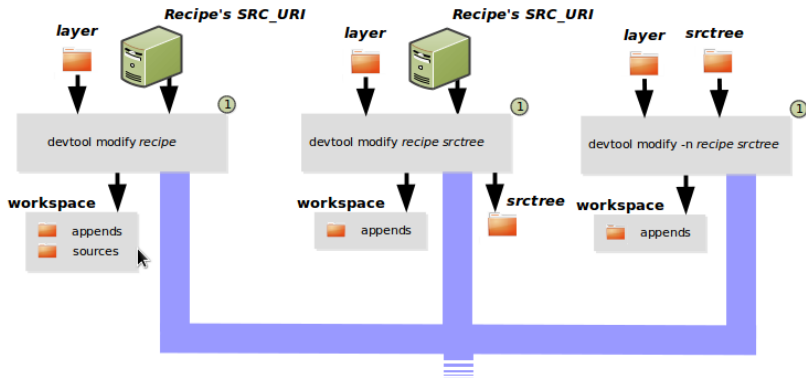 Recipe's SRC_URI
Recipe's SRC_URI
layer
layer
layer
srctree
1
1
1
devtool modify recipe
devtool modify recipe srctree
devtool modify -n recipe srctree
workspace
workspace
srctree
workspace
appends
sources
appends
appends